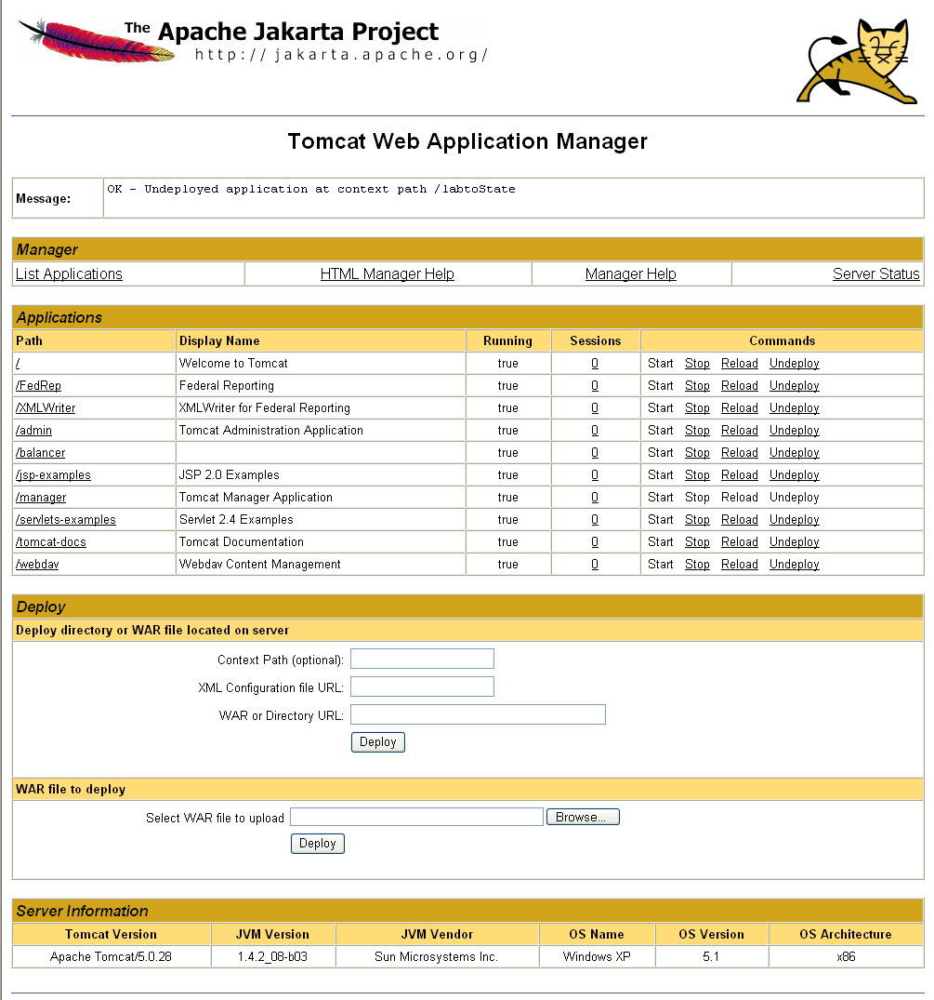 The Apache Jakarta Project
http://jakarta.apache.org/
Tomcat Web Application Manager
Message: OK - Undeployed application at context path /labtoState
Manager
List Applications HTML Manager Help Manager Help Server Status
Applications
Path Display Name Running Sessions Commands
/ Welcome to Tomcat true 0 Start Stop Reload Undeploy
/FedRep Federal Reporting true 0 Start Stop Reload Undeploy
/XMLWriter XMLWriter for Federal Reporting true 0 Start Stop Reload Undeploy
/admin Tomcat Administration Application true 0 Start Stop Reload Undeploy
/balancer true 0 Start Stop Reload Undeploy
/jsp-examples JSP 2.0 Examples true 0 Start Stop Reload Undeploy
/manager Tomcat Manager Application true 0 Start Stop Reload Undeploy
/servlets-examples Servlet 2.4 Examples true 0 Start Stop Reload Undeploy
/tomcat-docs Tomcat Documentation true 0 Start Stop Reload Undeploy
/webdav Webdav Content Management true 0 Start Stop Reload Undeploy
Deploy
Deploy directory or WAR file located on server
Context Path (optional):
XML Configuration file URL:
WAR or Directory URL:
Deploy
WAR file to deploy
Select WAR file to upload Browse...
Deploy
Server Information
Tomcat Version JVM Version JVM Vendor OS Name OS Version OS Architecture
Apache Tomcat/5.0.28 1.4.2_08-b03 Sun Microsystems Inc. Windows XP 5.1 x86